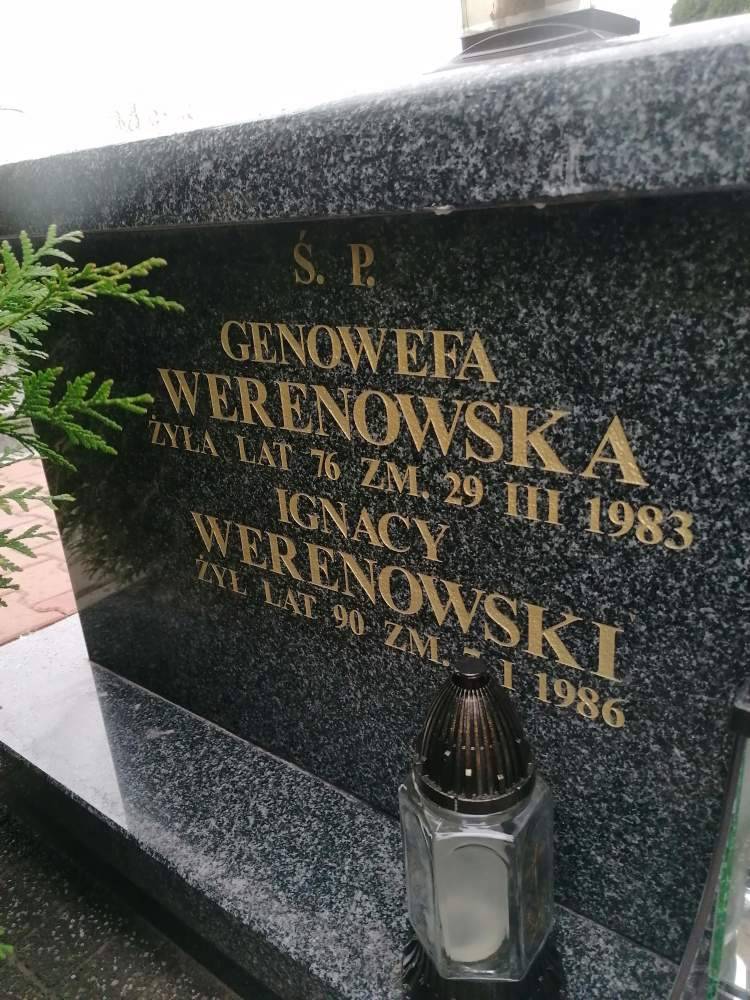 Ś. P.
GENOWEFA
WERENOWSKA
ŻYŁA LAT 76 ZM. 29 III 1983
IGNACY
WERENOWSKI
ŻYŁ LAT 90 ZM. I 1986